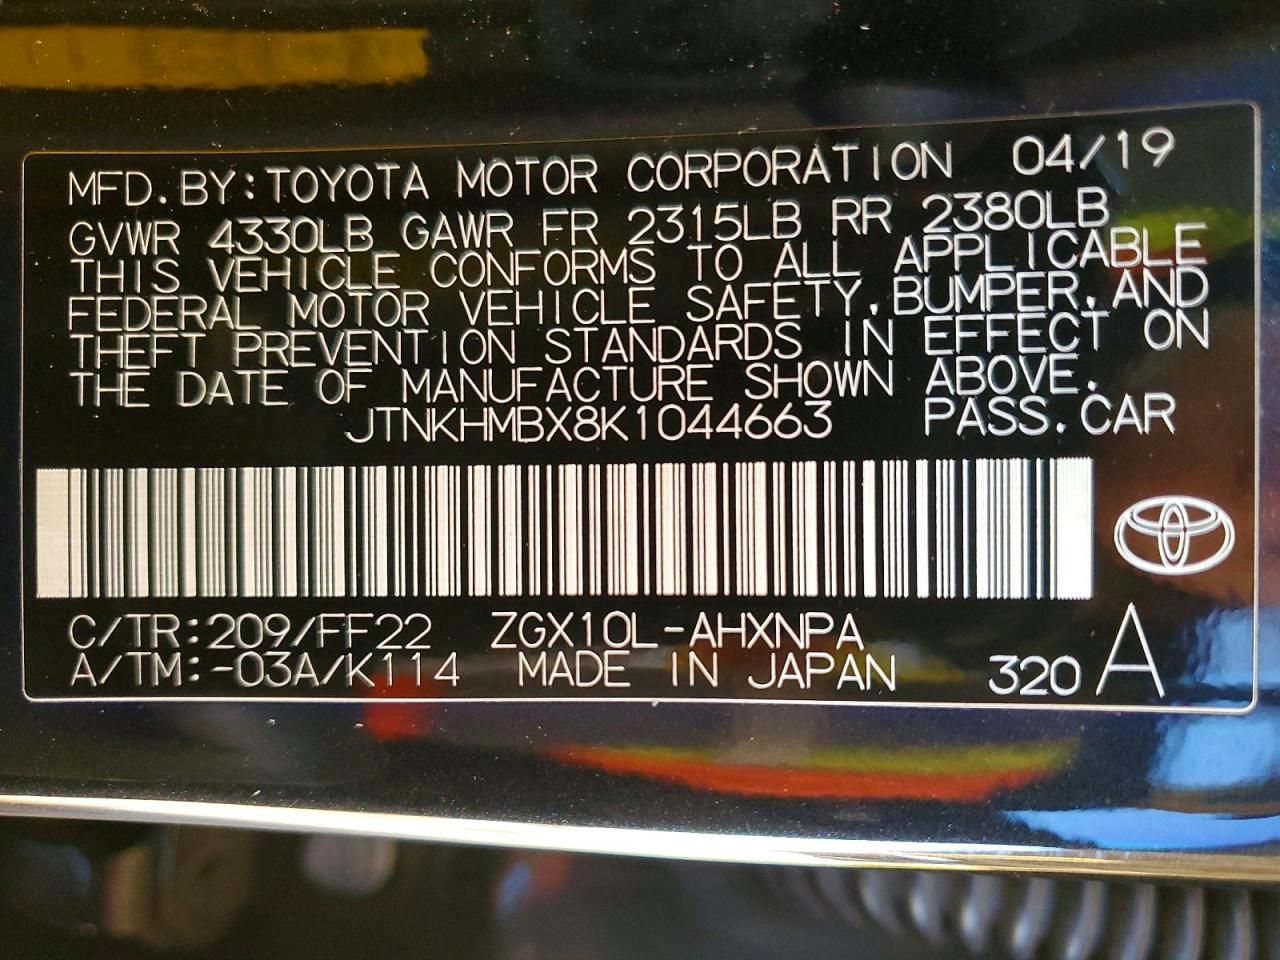 MFD. BY: TOYOTA MOTOR CORPORATION 04/19
GVWR 4330LB GAWR FR 2315LB RR 2380LB
THIS VEHICLE CONFORMS TO ALL APPLICABLE
FEDERAL MOTOR VEHICLE SAFETY, BUMPER, AND
THEFT PREVENTION STANDARDS IN EFFECT ON
THE DATE OF MANUFACTURE SHOWN ABOVE.
JTNKHMBX8K1044663 PASS. CAR
C/TR: 209/FF22 ZGX10L-AHXNPA
A/TM: -03A/K114 MADE IN JAPAN 320 A